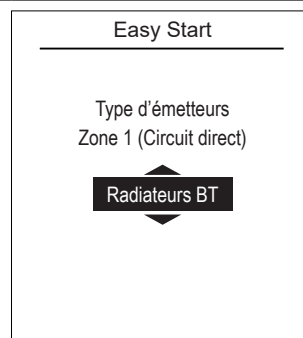 Easy Start
Type d'émetteurs
Zone 1 (Circuit direct)
Radiateurs BT